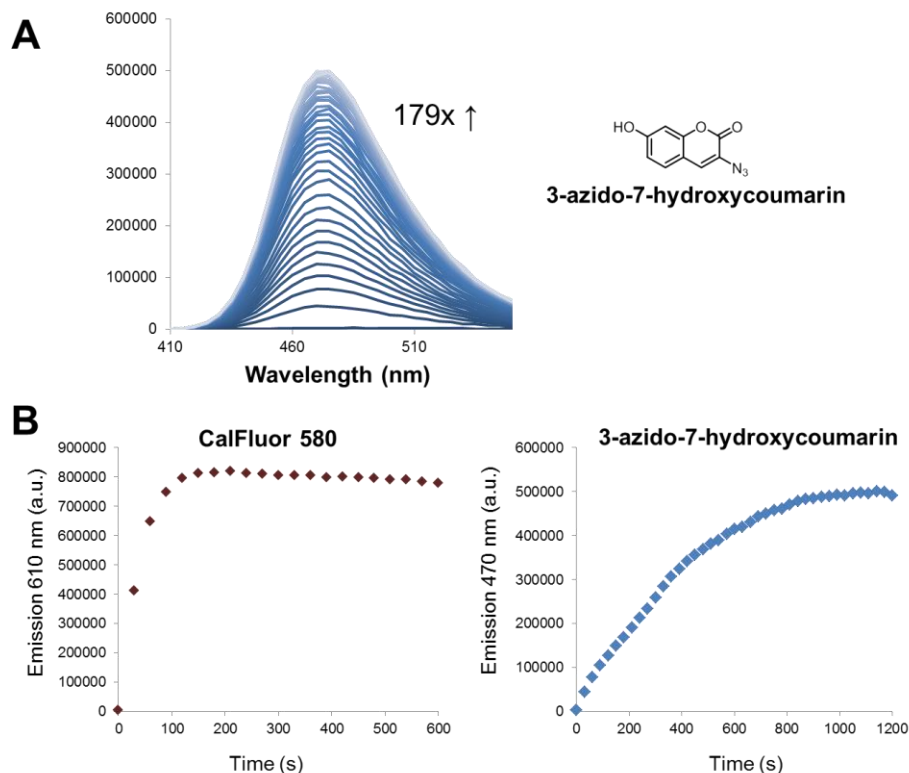 A
600000
500000
400000
300000
200000
100000
0
410
460
510
Wavelength (nm)
179x ↑
HO
O
O
N3
3-azido-7-hydroxycoumarin
B
CalFluor 580
Emission 610 nm (a.u.)
900000
800000
700000
600000
500000
400000
300000
200000
100000
0
0
100
200
300
400
500
600
Time (s)
3-azido-7-hydroxycoumarin
Emission 470 nm (a.u.)
600000
500000
400000
300000
200000
100000
0
0
200
400
600
800
1000
1200
Time (s)